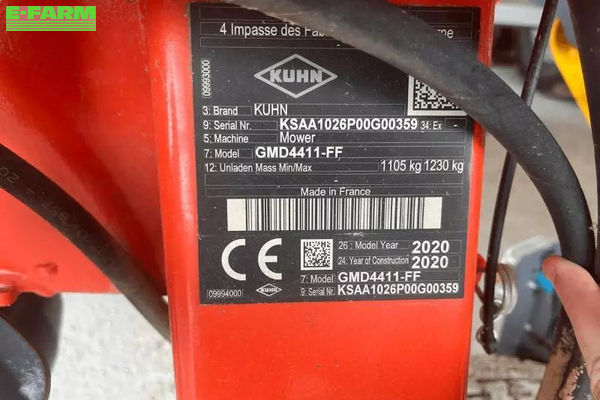 E-FARM
4 Impasse des
09993000
KUHN
3: Brand KUHN
9: Serial Nr. KSAA1026P00G00359 34: Ex
5: Machine Mower
7: Model GMD4411-FF
12: Unladen Mass Min/Max 1105 kg 1230 kg
Made in France
CE
26 : Model Year 2020
24: Year of Construction 2020
7: Model GMD4411-FF
9: Serial Nr. KSAA1026P00G00359
09994000
KUHN